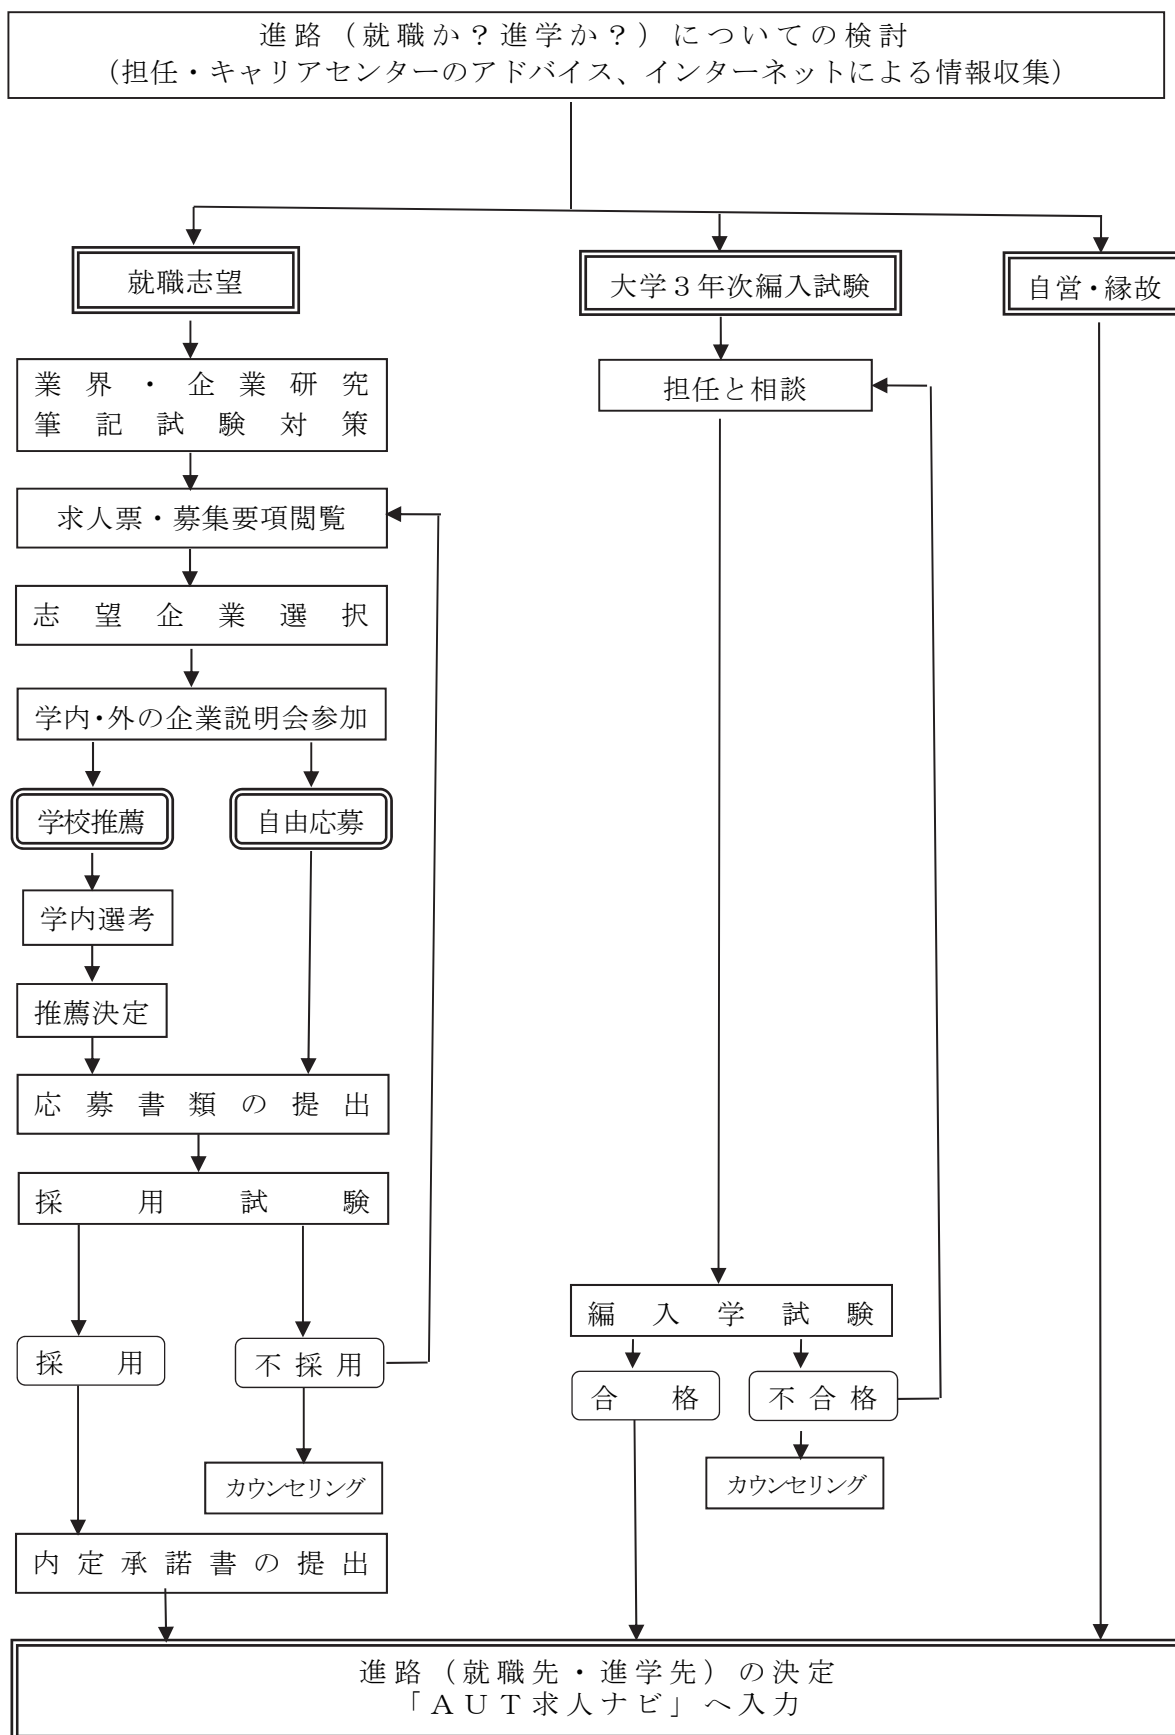 進路（就職か？進学か？）についての検討
（担任・キャリアセンターのアドバイス、インターネットによる情報収集）
就職志望
大学３年次編入試験
自営・縁故
業界・企業研究
筆記試験対策
担任と相談
求人票・募集要項閲覧
志望企業選択
学内・外の企業説明会参加
学校推薦
自由応募
学内選考
推薦決定
応募書類の提出
採用試験
編入学試験
採用
不採用
合格
不合格
カウンセリング
カウンセリング
内定承諾書の提出
進路（就職先・進学先）の決定
「ＡＵＴ求人ナビ」へ入力